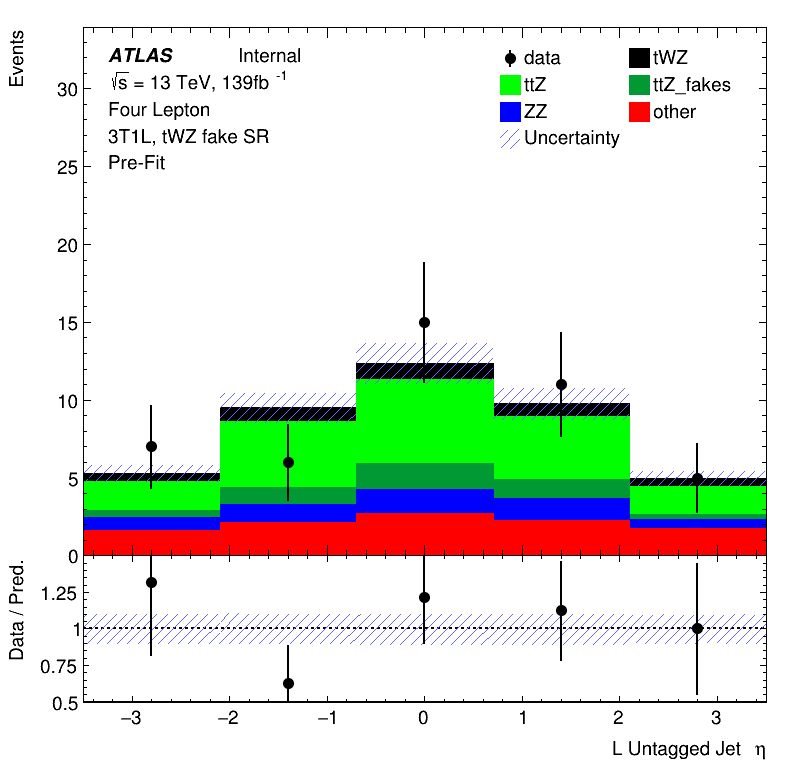 Events
ATLAS Internal
√s = 13 TeV, 139fb⁻¹
Four Lepton
3T1L, tWZ fake SR
Pre-Fit
data
tWZ
ttZ
ttZ_fakes
ZZ
other
Uncertainty
30
25
20
15
10
5
0
Data / Pred.
1.25
1
0.75
0.5
−3 −2 −1 0 1 2 3
L Untagged Jet η